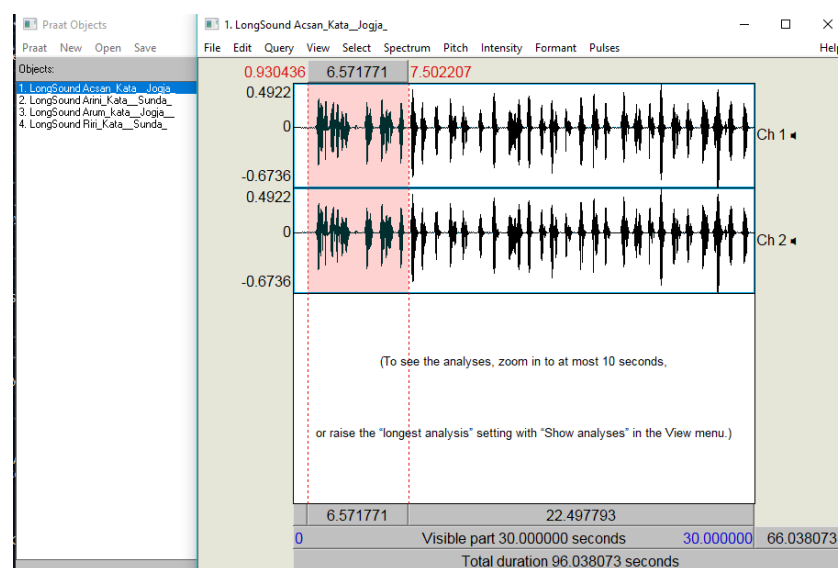 Praat Objects
Praat New Open Save
Objects:
1. LongSound Acsan_Kata__Jogja_
2. LongSound Arini_Kata__Sunda_
3. LongSound Arum_kata__Jogja__
4. LongSound Riri_Kata__Sunda_
1. LongSound Acsan_Kata__Jogja_
File Edit Query View Select Spectrum Pitch Intensity Formant Pulses Help
0.930436 6.571771 7.502207
0.4922
0
-0.6736
Ch 1
0.4922
0
-0.6736
Ch 2
(To see the analyses, zoom in to at most 10 seconds,
or raise the “longest analysis” setting with “Show analyses” in the View menu.)
6.571771 22.497793
0 Visible part 30.000000 seconds 30.000000 66.038073
Total duration 96.038073 seconds